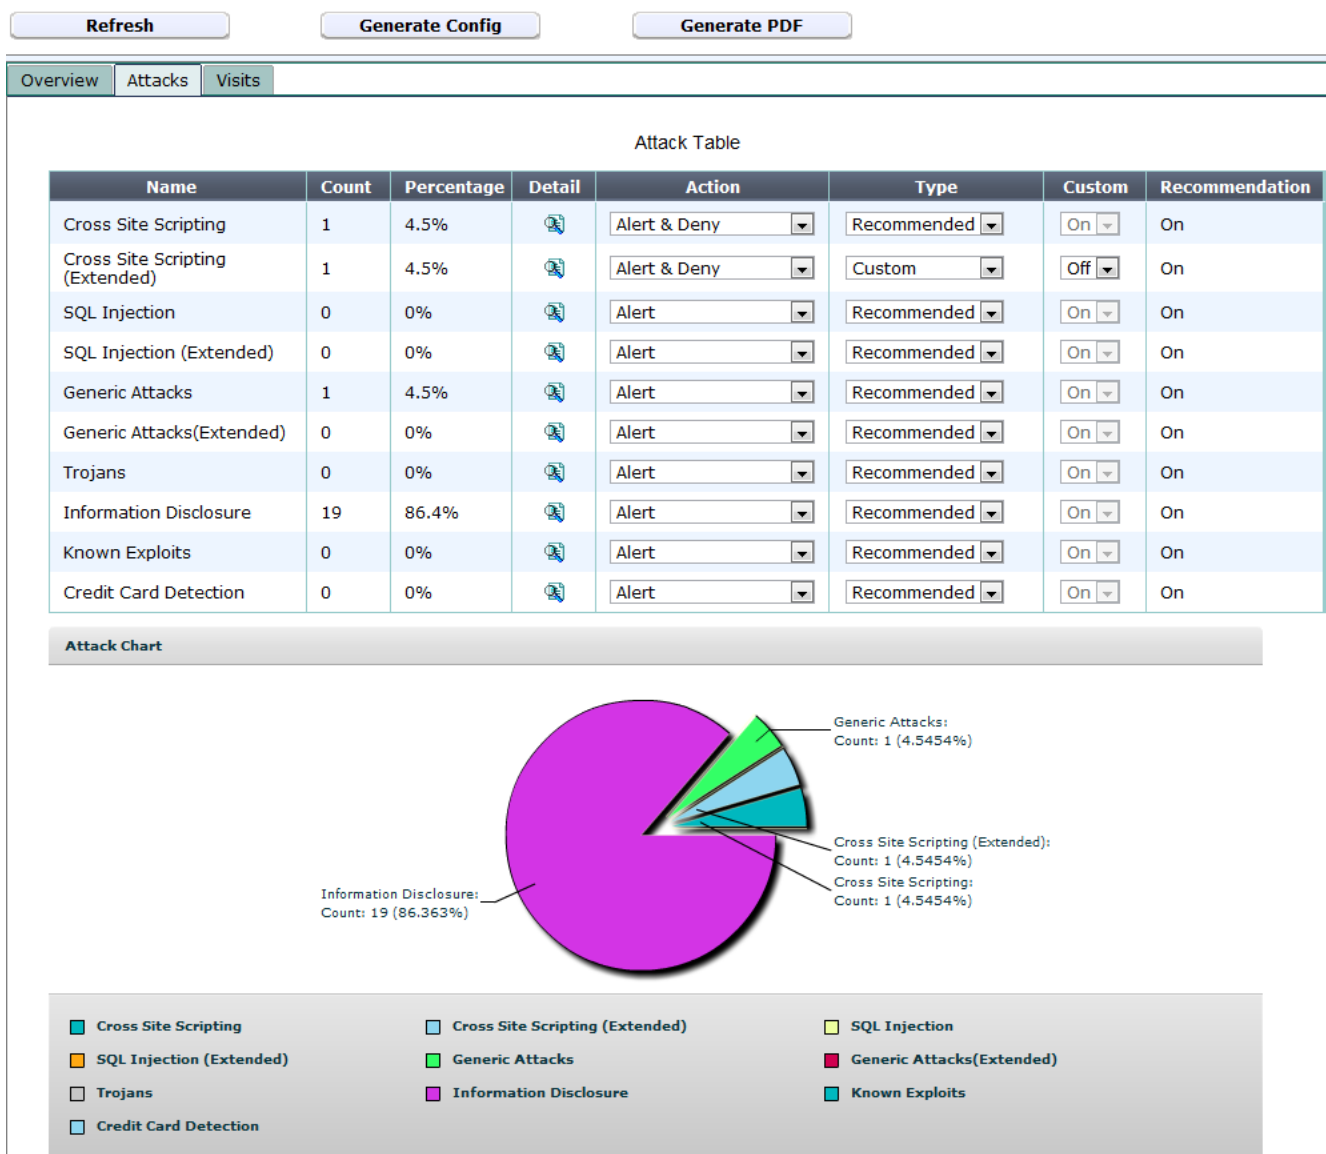 Refresh Generate Config Generate PDF
Overview Attacks Visits
Attack Table
Name Count Percentage Detail Action Type Custom Recommendation
Cross Site Scripting 1 4.5% Alert & Deny Recommended On On
Cross Site Scripting (Extended) 1 4.5% Alert & Deny Custom Off On
SQL Injection 0 0% Alert Recommended On On
SQL Injection (Extended) 0 0% Alert Recommended On On
Generic Attacks 1 4.5% Alert Recommended On On
Generic Attacks(Extended) 0 0% Alert Recommended On On
Trojans 0 0% Alert Recommended On On
Information Disclosure 19 86.4% Alert Recommended On On
Known Exploits 0 0% Alert Recommended On On
Credit Card Detection 0 0% Alert Recommended On On
Attack Chart
Generic Attacks:
Count: 1 (4.5454%)
Cross Site Scripting (Extended):
Count: 1 (4.5454%)
Cross Site Scripting:
Count: 1 (4.5454%)
Information Disclosure:
Count: 19 (86.363%)
Cross Site Scripting Cross Site Scripting (Extended) SQL Injection
SQL Injection (Extended) Generic Attacks Generic Attacks(Extended)
Trojans Information Disclosure Known Exploits
Credit Card Detection